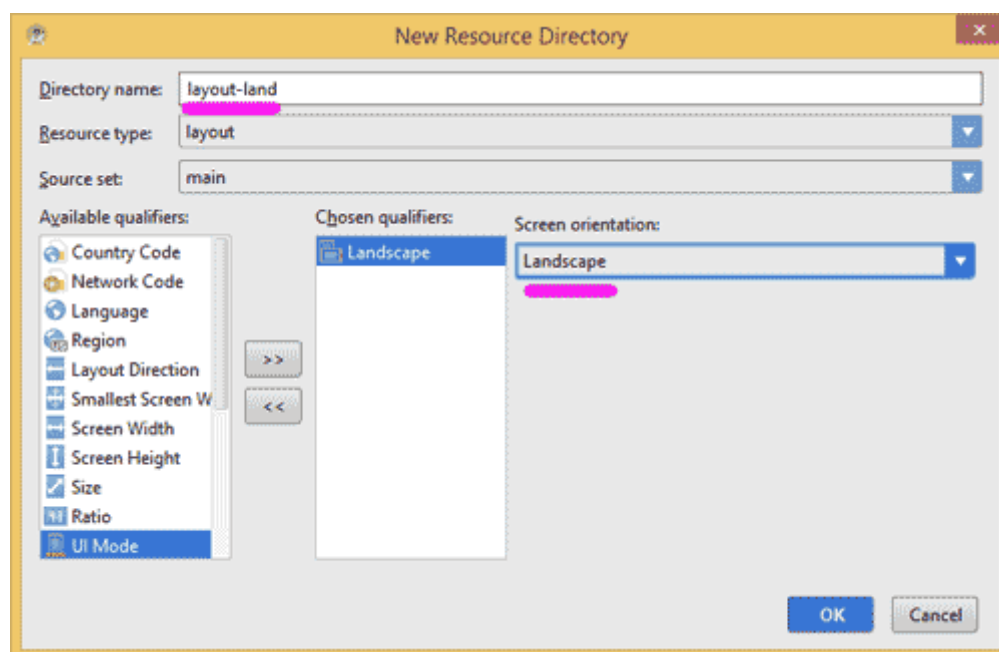 New Resource Directory
Directory name: layout-land
Resource type: layout
Source set: main
Available qualifiers:
Country Code
Network Code
Language
Region
Layout Direction
Smallest Screen W
Screen Width
Screen Height
Size
Ratio
UI Mode
>>
<<
Chosen qualifiers:
Landscape
Screen orientation:
Landscape
OK
Cancel